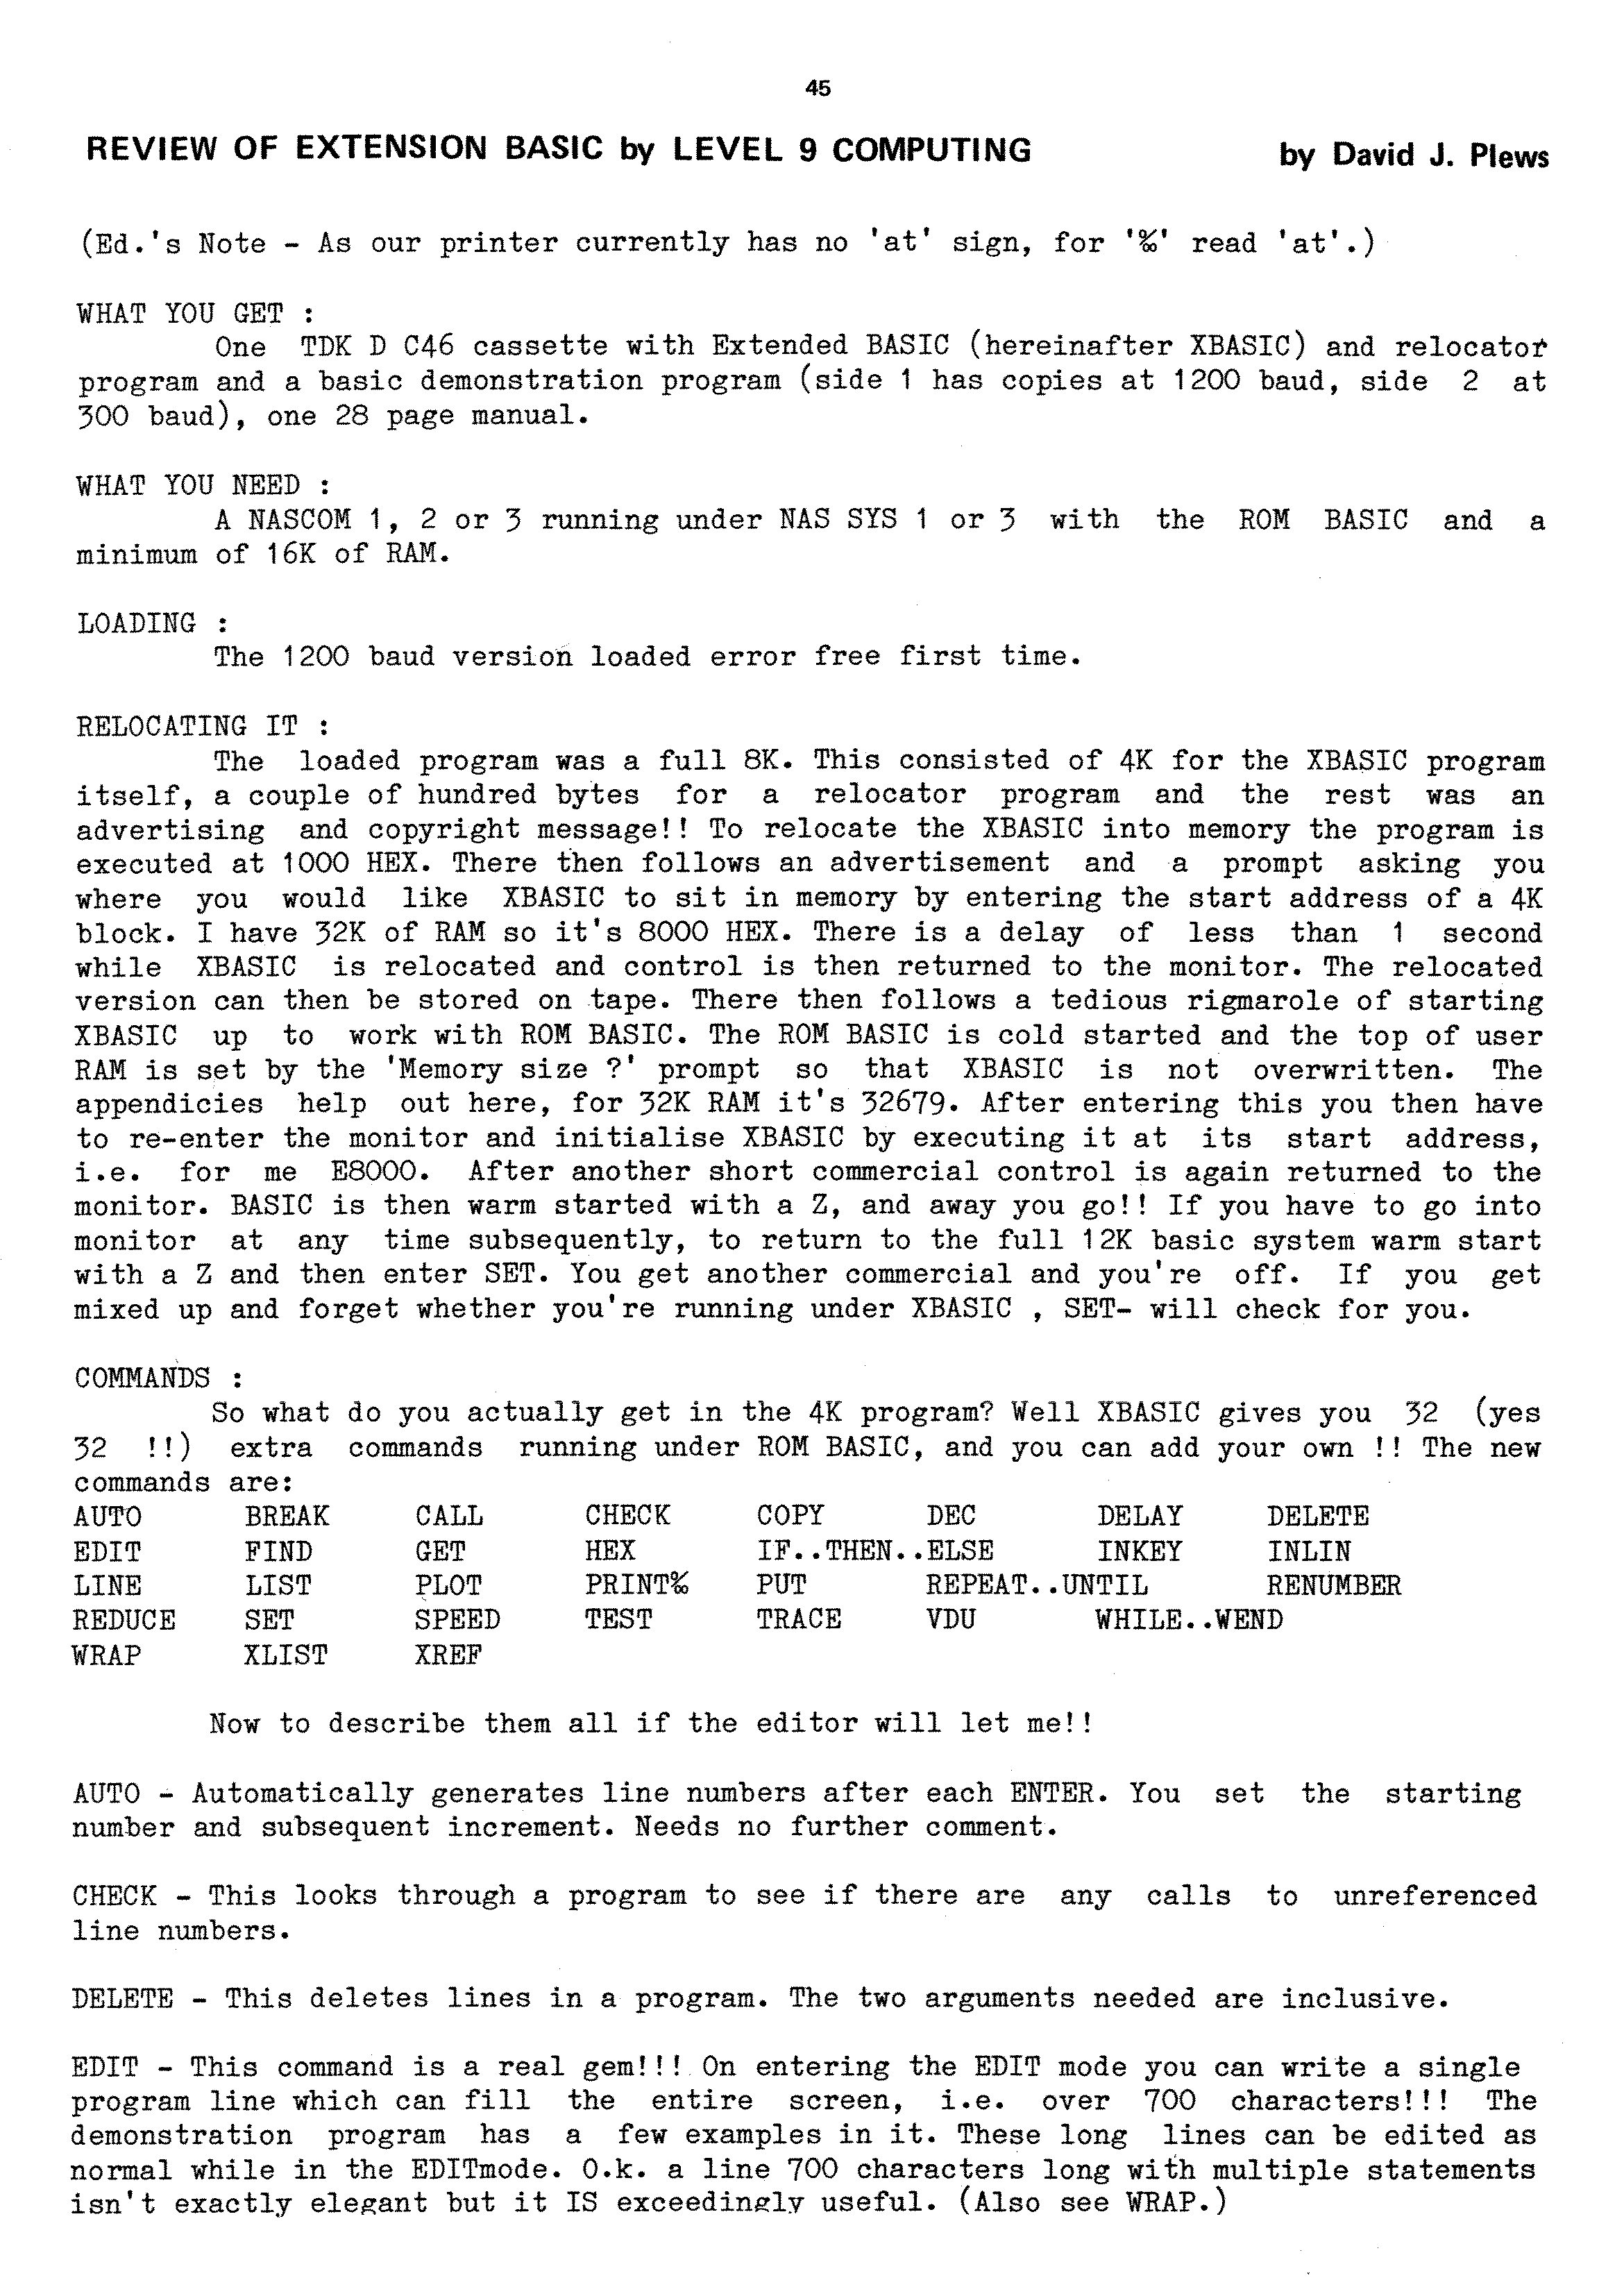 45
REVIEW OF EXTENSION BASIC by LEVEL 9 COMPUTING by David J. Plews
(Ed.'s Note - As our printer currently has no 'at' sign, for '‰' read 'at'.)
WHAT YOU GET :
One TDK D C46 cassette with Extended BASIC (hereinafter XBASIC) and relocator
program and a basic demonstration program (side 1 has copies at 1200 baud, side 2 at
300 baud), one 28 page manual.
WHAT YOU NEED :
A NASCOM 1, 2 or 3 running under NAS SYS 1 or 3 with the ROM BASIC and a
minimum of 16K of RAM.
LOADING :
The 1200 baud version loaded error free first time.
RELOCATING IT :
The loaded program was a full 8K. This consisted of 4K for the XBASIC program
itself, a couple of hundred bytes for a relocator program and the rest was an
advertising and copyright message!! To relocate the XBASIC into memory the program is
executed at 1000 HEX. There then follows an advertisement and a prompt asking you
where you would like XBASIC to sit in memory by entering the start address of a 4K
block. I have 32K of RAM so it's 8000 HEX. There is a delay of less than 1 second
while XBASIC is relocated and control is then returned to the monitor. The relocated
version can then be stored on tape. There then follows a tedious rigmarole of starting
XBASIC up to work with ROM BASIC. The ROM BASIC is cold started and the top of user
RAM is set by the 'Memory size ?' prompt so that XBASIC is not overwritten. The
appendicies help out here, for 32K RAM it's 32679. After entering this you then have
to re-enter the monitor and initialise XBASIC by executing it at its start address,
i.e. for me E8000. After another short commercial control is again returned to the
monitor. BASIC is then warm started with a Z, and away you go!! If you have to go into
monitor at any time subsequently, to return to the full 12K basic system warm start
with a Z and then enter SET. You get another commercial and you're off. If you get
mixed up and forget whether you're running under XBASIC , SET- will check for you.
COMMANDS :
So what do you actually get in the 4K program? Well XBASIC gives you 32 (yes
32 !!) extra commands running under ROM BASIC, and you can add your own !! The new
commands are:
AUTO BREAK CALL CHECK COPY DEC DELAY DELETE
EDIT FIND GET HEX IF..THEN..ELSE INKEY INLIN
LINE LIST PLOT PRINT‰ PUT REPEAT..UNTIL RENUMBER
REDUCE SET SPEED TEST TRACE VDU WHILE..WEND
WRAP XLIST XREF
Now to describe them all if the editor will let me!!
AUTO - Automatically generates line numbers after each ENTER. You set the starting
number and subsequent increment. Needs no further comment.
CHECK - This looks through a program to see if there are any calls to unreferenced
line numbers.
DELETE - This deletes lines in a program. The two arguments needed are inclusive.
EDIT - This command is a real gem!!! On entering the EDIT mode you can write a single
program line which can fill the entire screen, i.e. over 700 characters!!! The
demonstration program has a few examples in it. These long lines can be edited as
normal while in the EDITmode. O.k. a line 700 characters long with multiple statements
isn't exactly elegant but it IS exceedingly useful. (Also see WRAP.)